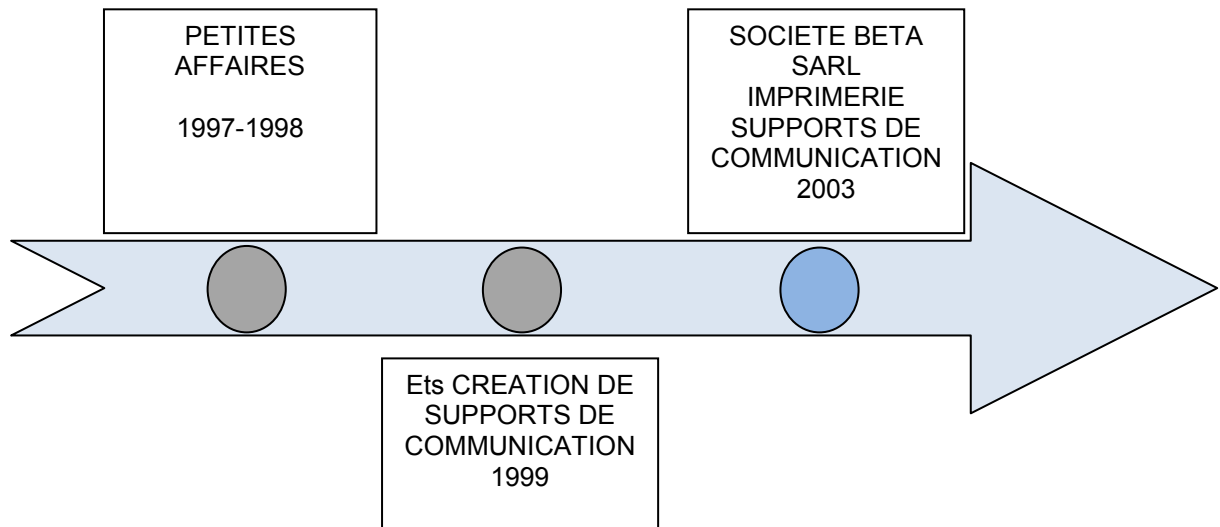 PETITES
AFFAIRES
1997-1998
SOCIETE BETA
SARL
IMPRIMERIE
SUPPORTS DE
COMMUNICATION
2003
Ets CREATION DE
SUPPORTS DE
COMMUNICATION
1999